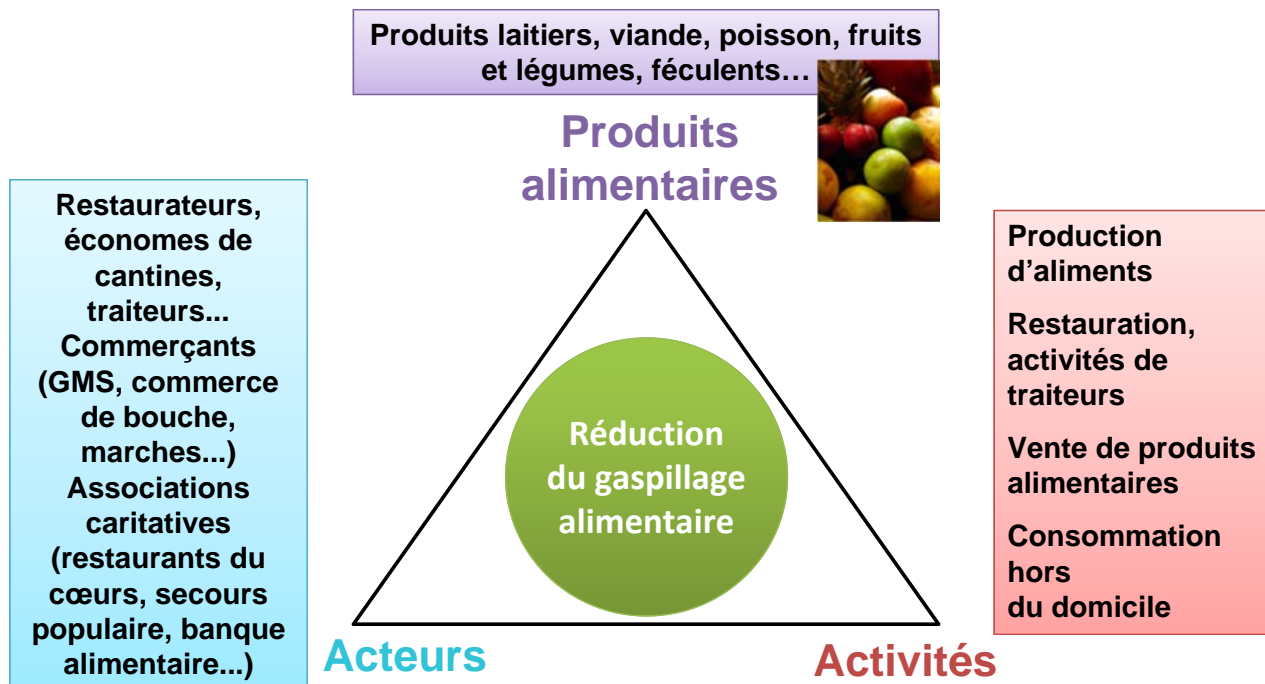 Produits laitiers, viande, poisson, fruits
et légumes, féculents…
Produits
alimentaires
Restaurateurs,
économes de
cantines,
traiteurs...
Commerçants
(GMS, commerce
de bouche,
marches...)
Associations
caritatives
(restaurants du
cœurs, secours
populaire, banque
alimentaire...)
Réduction
du gaspillage
alimentaire
Production
d’aliments
Restauration,
activités de
traiteurs
Vente de produits
alimentaires
Consommation
hors
du domicile
Acteurs
Activités